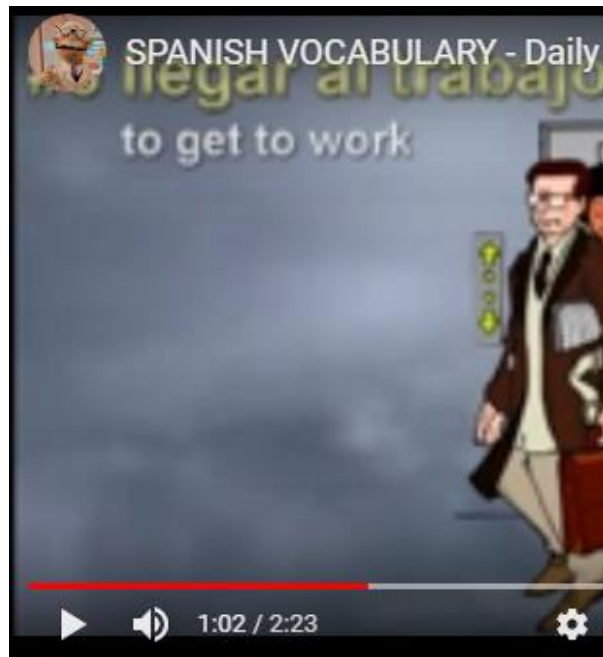 SPANISH VOCABULARY - Daily
llegar al trabajo
to get to work
1:02 / 2:23